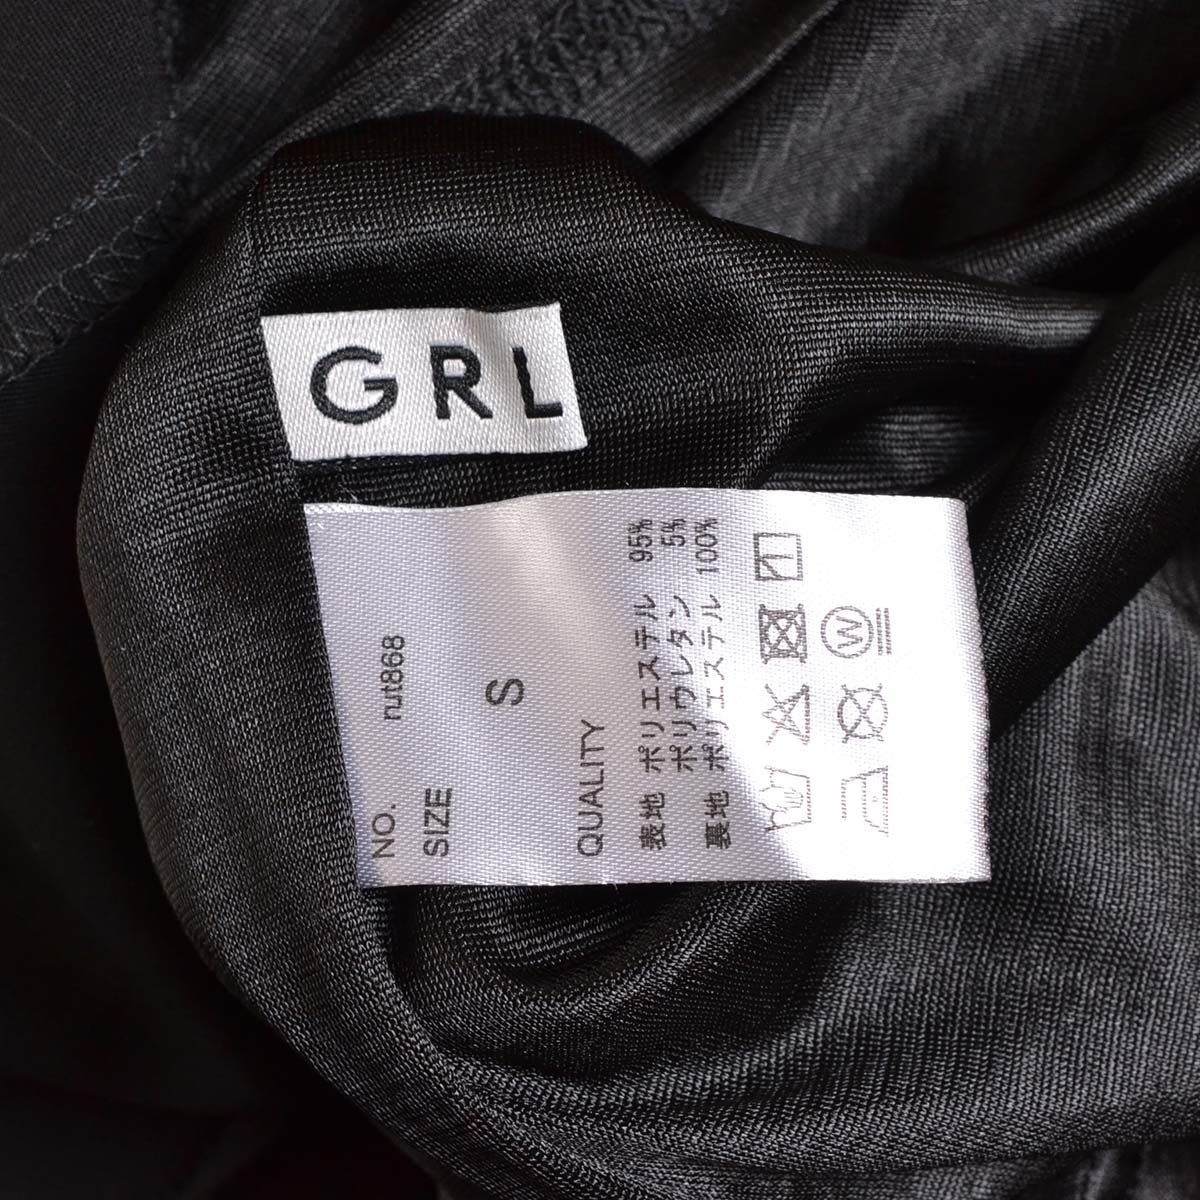 GRL
NO. nut868
SIZE
S
QUALITY
表地 ポリエステル 95%
ポリウレタン 5%
裏地 ポリエステル 100%
W